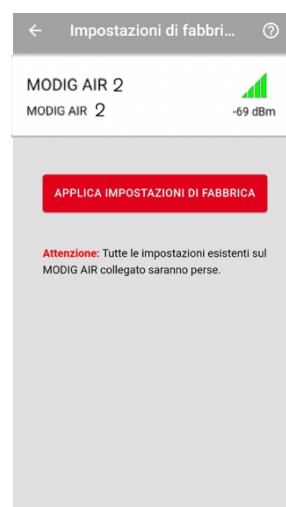 Impostazioni di fabbri...
MODIG AIR 2
MODIG AIR 2
-69 dBm
APPLICA IMPOSTAZIONI DI FABBRICA
Attenzione: Tutte le impostazioni esistenti sul
MODIG AIR collegato saranno perse.